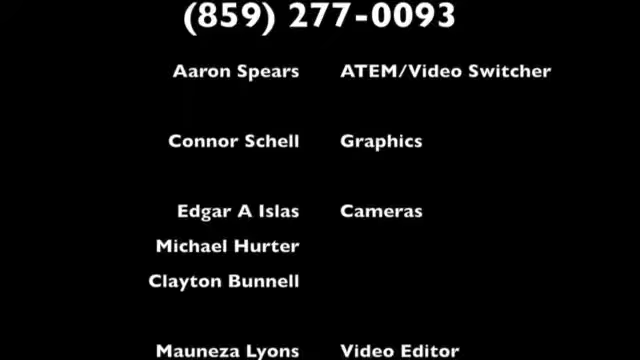 (859) 277-0093
Aaron Spears ATEM/Video Switcher
Connor Schell Graphics
Edgar A Islas Cameras
Michael Hurter
Clayton Bunnell
Mauneza Lyons Video Editor